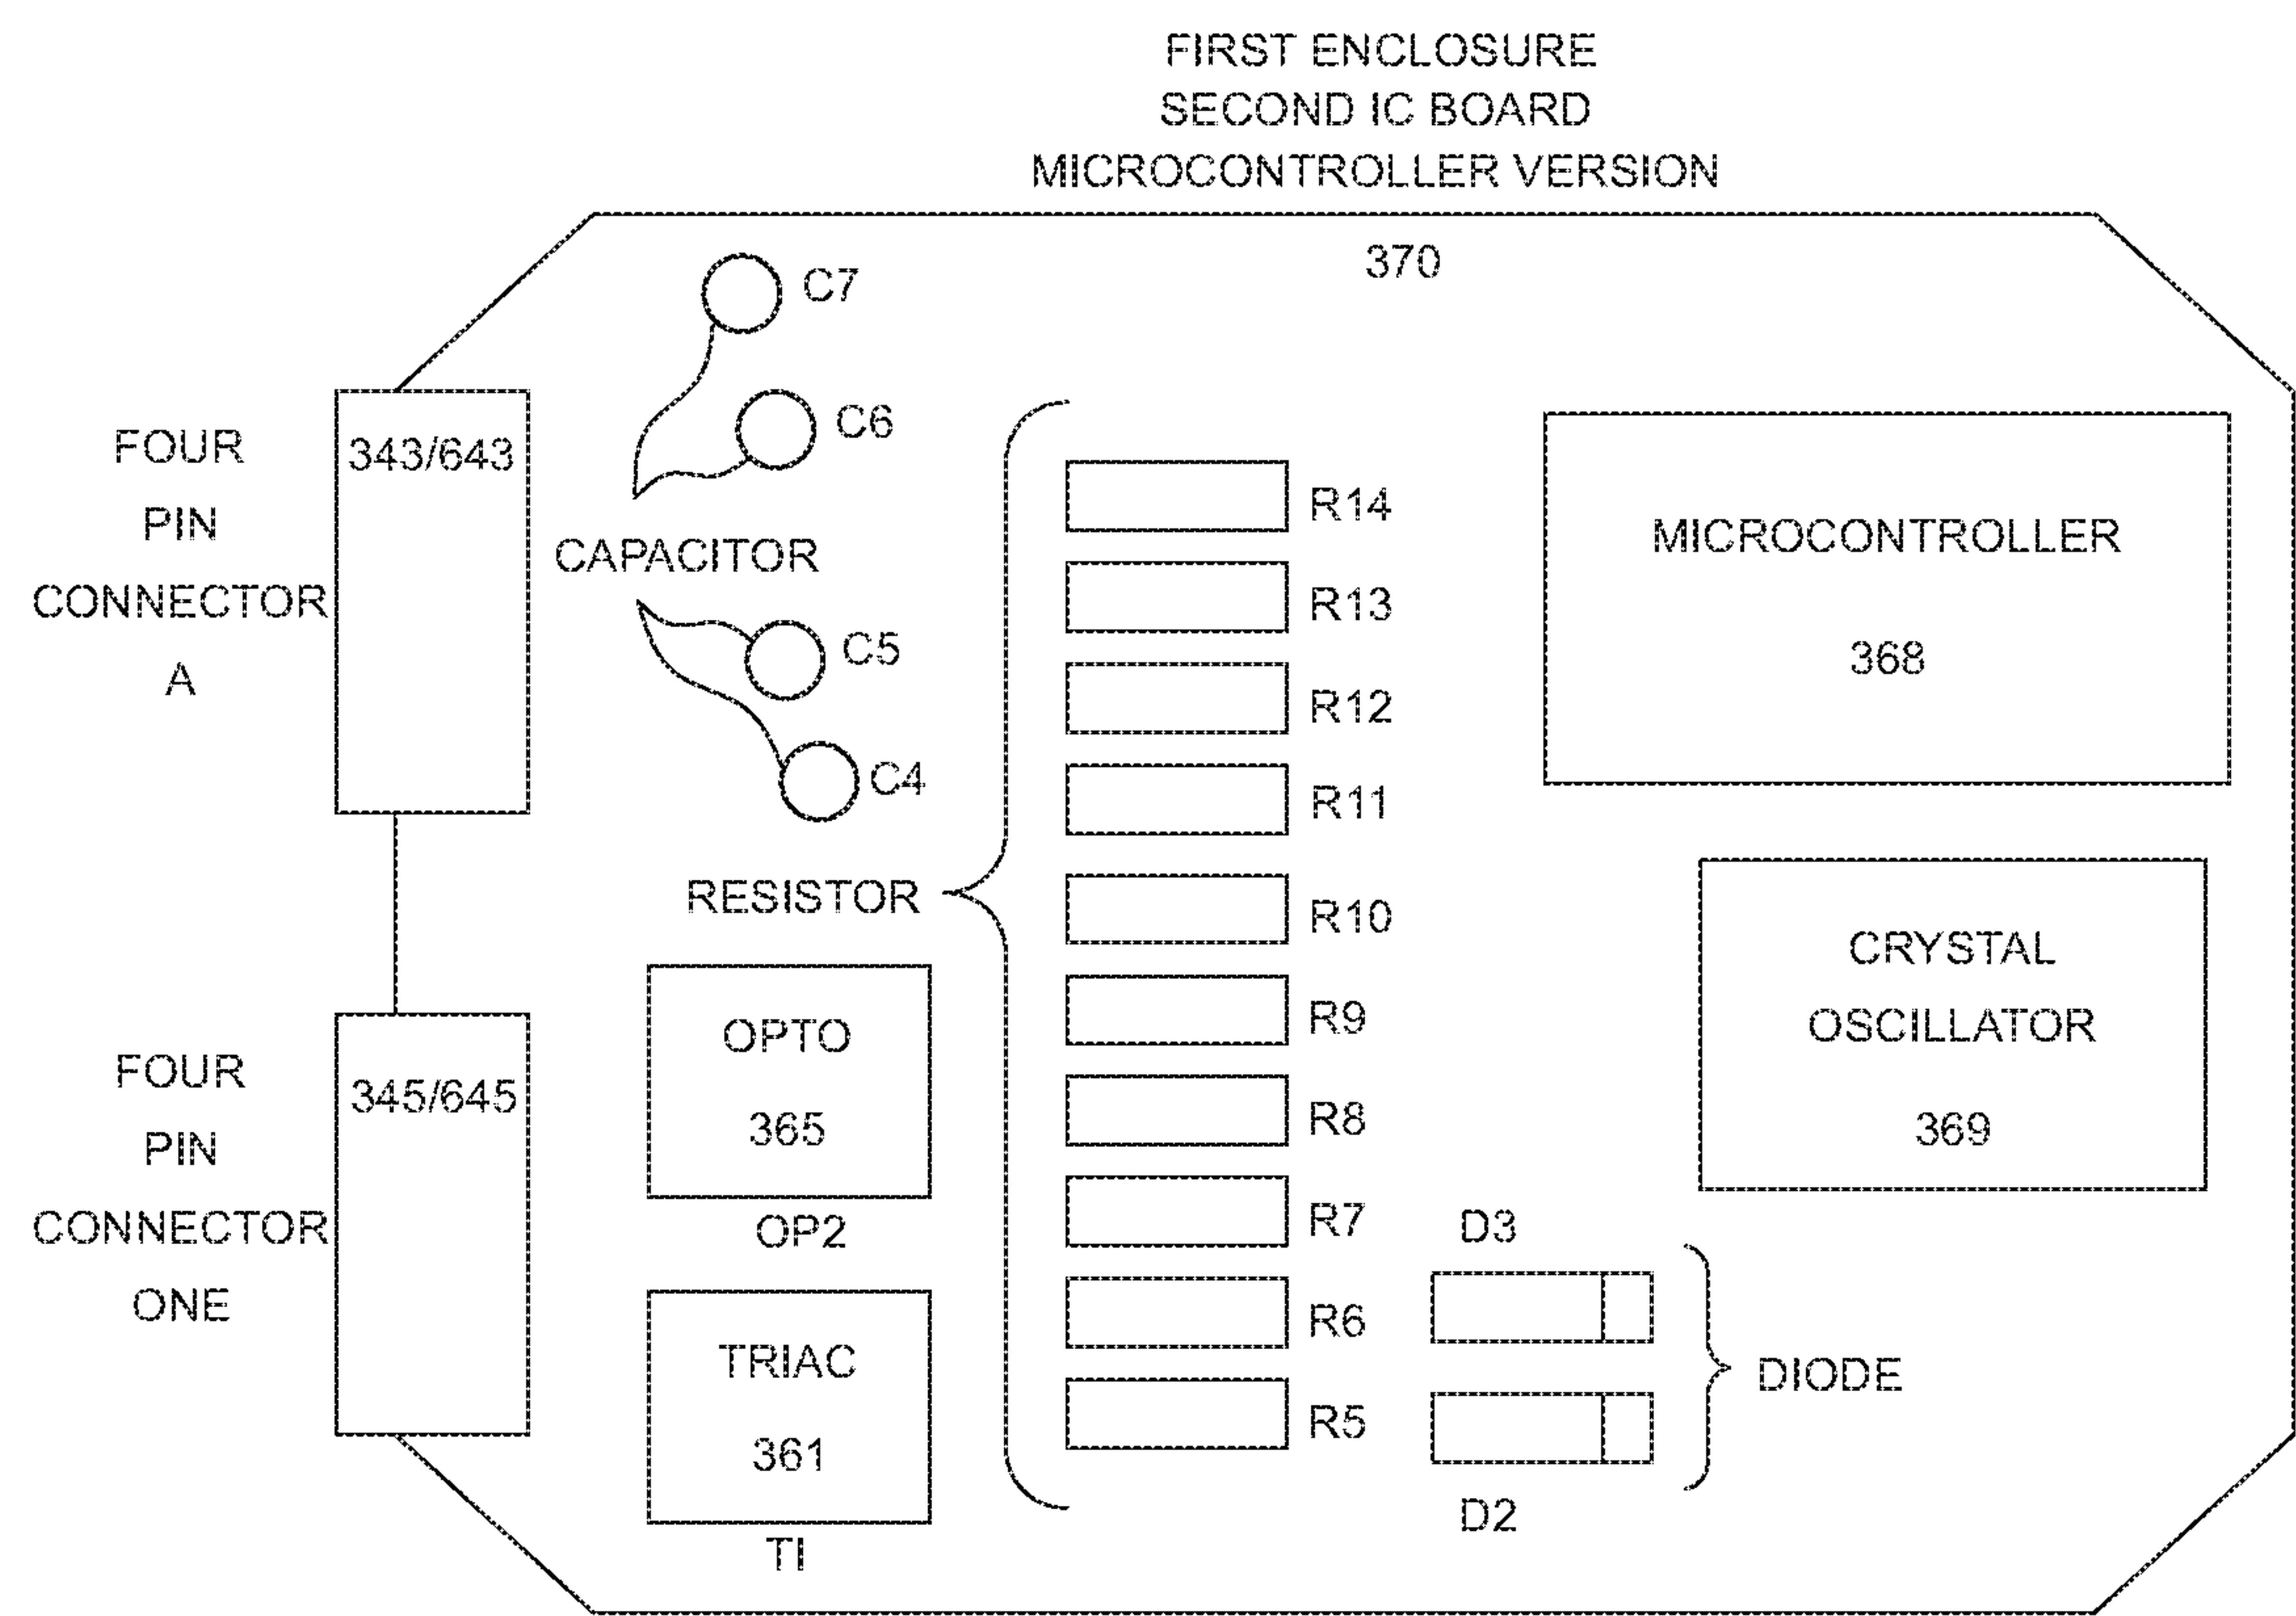 FIRST ENCLOSURE
SECOND IC BOARD
MICROCONTROLLER VERSION
370
C7
C6
343/643
FOUR
PIN
CONNECTOR
A
CAPACITOR
C5
C4
R14
R13
R12
R11
R10
R9
R8
R7
R6
R5
RESISTOR
MICROCONTROLLER
368
CRYSTAL
OSCILLATOR
369
345/645
FOUR
PIN
CONNECTOR
ONE
OPTO
365
OP2
TRIAC
361
TI
D3
DIODE
D2